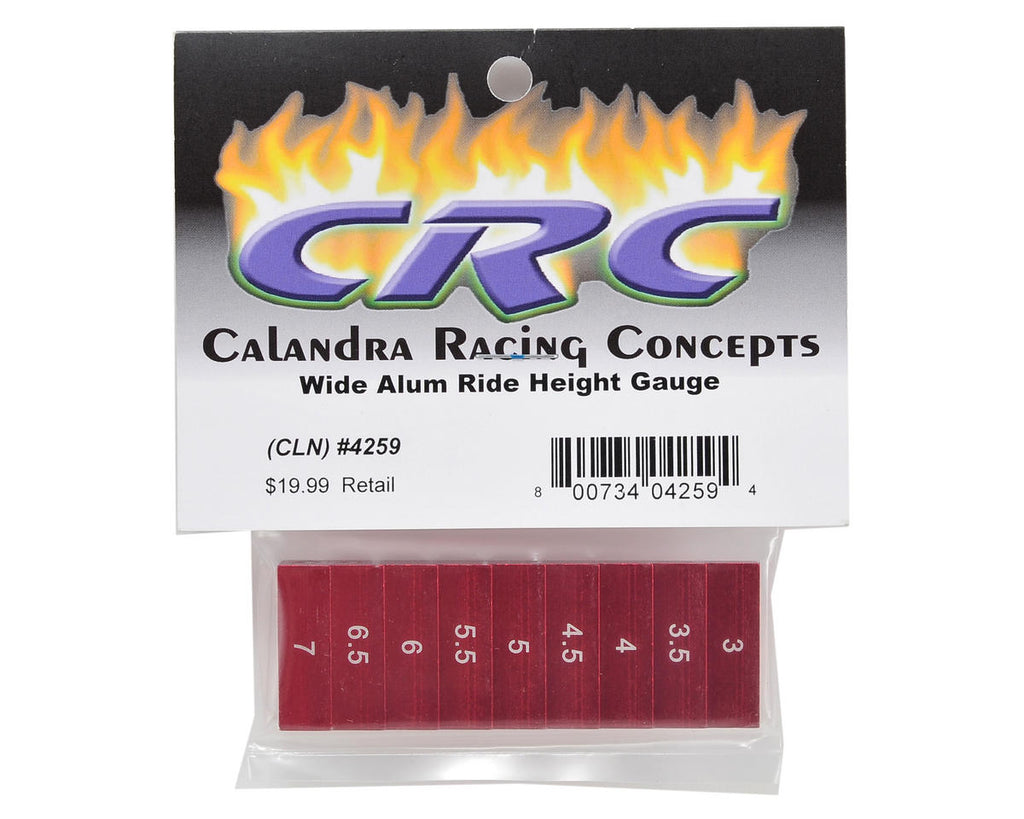 CRC
Calandra Racing Concepts
Wide Alum Ride Height Gauge
(CLN) #4259
$19.99 Retail
8 00734 04259 4
7 6.5 6 5.5 5 4.5 4 3.5 3